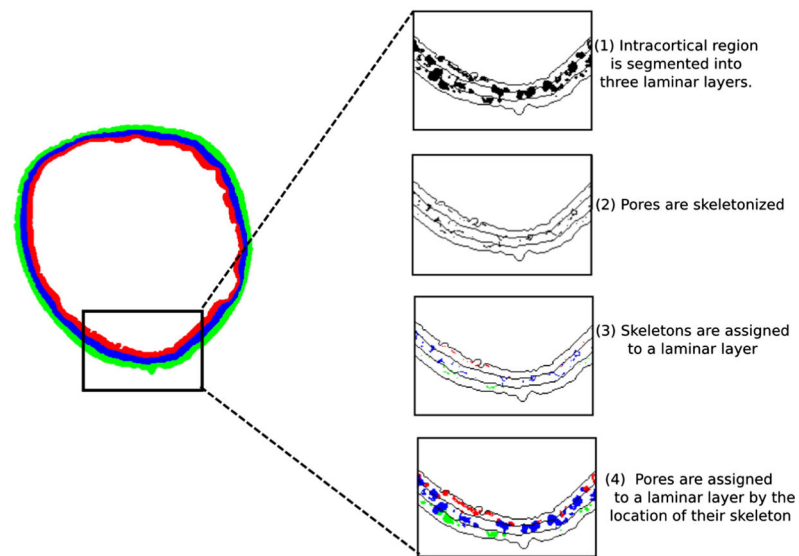 (1) Intracortical region
is segmented into
three laminar layers.
(2) Pores are skeletonized
(3) Skeletons are assigned
to a laminar layer
(4) Pores are assigned
to a laminar layer by the
location of their skeleton